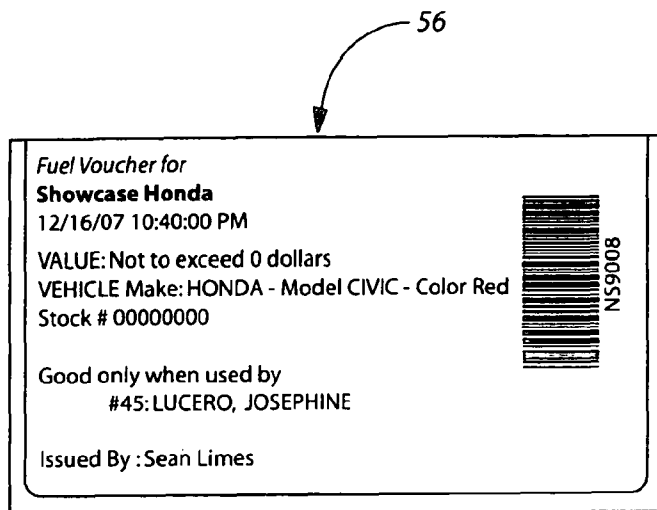 56
Fuel Voucher for
Showcase Honda
12/16/07 10:40:00 PM
VALUE: Not to exceed 0 dollars
VEHICLE Make: HONDA - Model CIVIC - Color Red
Stock # 00000000
NS9008
Good only when used by
#45: LUCERO, JOSEPHINE
Issued By : Sean Limes